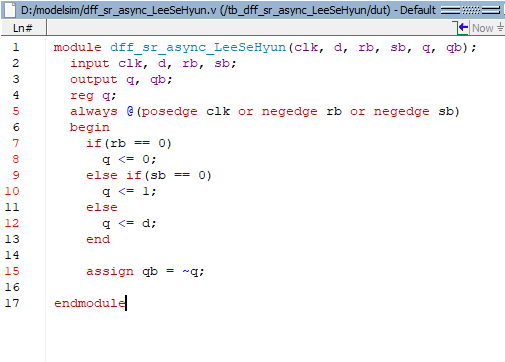 D:/modelsim/dff_sr_async_LeeSeHyun.v (/tb_dff_sr_async_LeeSeHyun/dut) - Default
Ln#
Now
1 module dff_sr_async_LeeSeHyun(clk, d, rb, sb, q, qb);
2 input clk, d, rb, sb;
3 output q, qb;
4 reg q;
5 always @(posedge clk or negedge rb or negedge sb)
6 begin
7 if(rb == 0)
8 q <= 0;
9 else if(sb == 0)
10 q <= 1;
11 else
12 q <= d;
13 end
14
15 assign qb = ~q;
16
17 endmodule